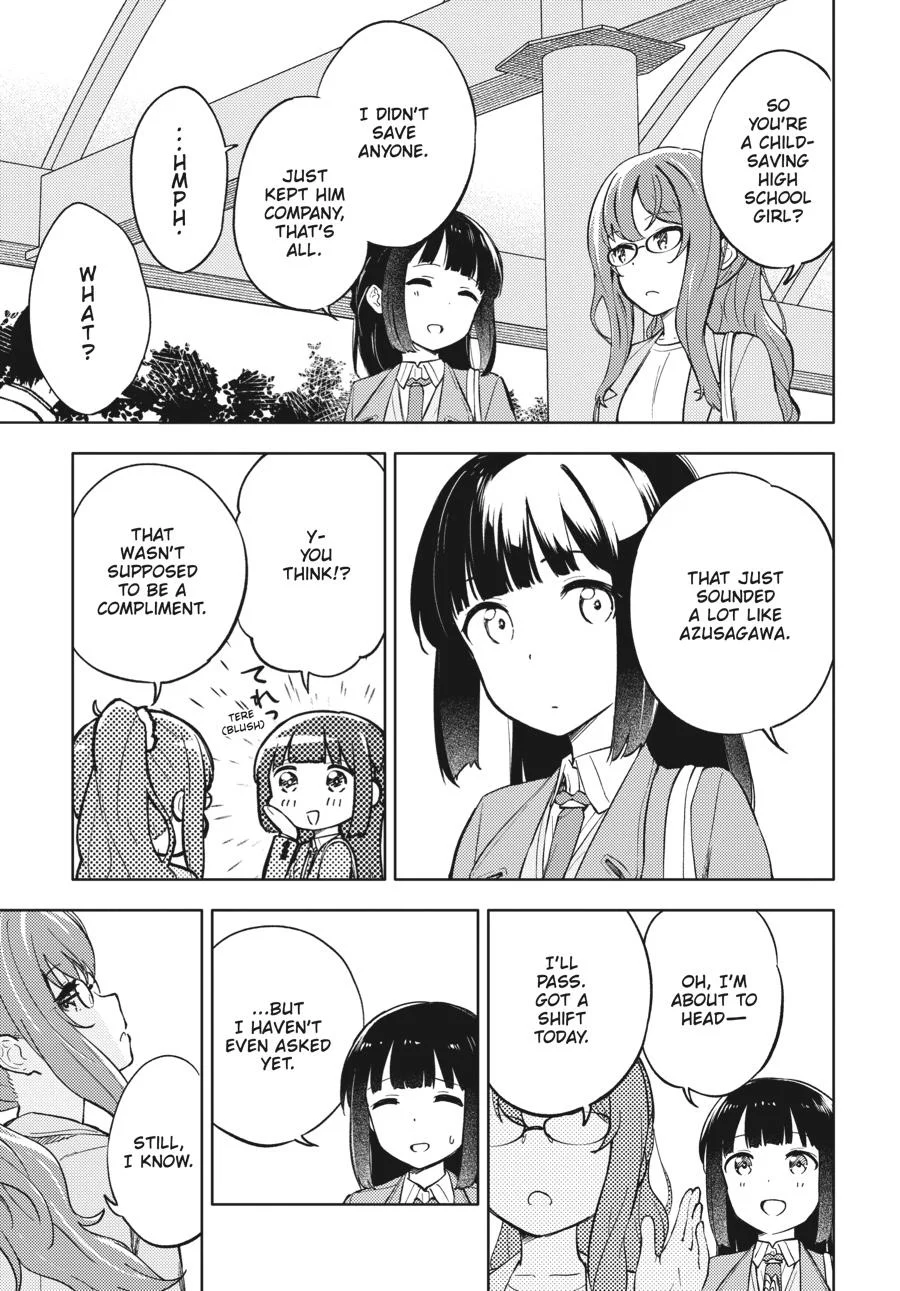 SO
YOU'RE
A CHILD-
SAVING
HIGH
SCHOOL
GIRL?
I DIDN'T
SAVE
ANYONE.
JUST
KEPT HIM
COMPANY,
THAT'S
ALL.
...HMPH.
WHAT?
THAT JUST
SOUNDED
A LOT LIKE
AZUSAGAWA.
Y-
YOU
THINK!?
てれっ
TERE
(BLUSH)
THAT
WASN'T
SUPPOSED
TO BE A
COMPLIMENT.
OH, I'M
ABOUT TO
HEAD—
I'LL
PASS.
GOT A
SHIFT
TODAY.
...BUT
I HAVEN'T
EVEN ASKED
YET.
STILL,
I KNOW.